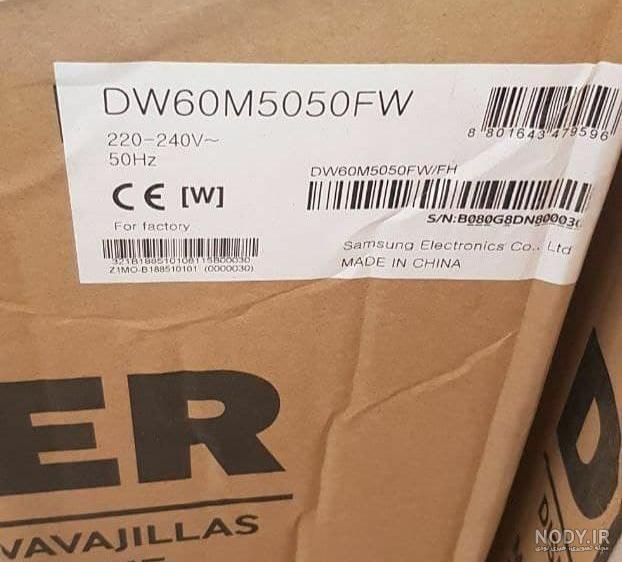 DW60M5050FW
220-240V~
50Hz
8 801643 479596
DW60M5050FW/FH
CE [W]
S/N:B080G8DN800030
For factory
Samsung Electronics Co., Ltd
MADE IN CHINA
321B188510108115B00030
Z1MO-B188510101 (0000030)
ER
VAVAJILLAS
D
NODY.IR